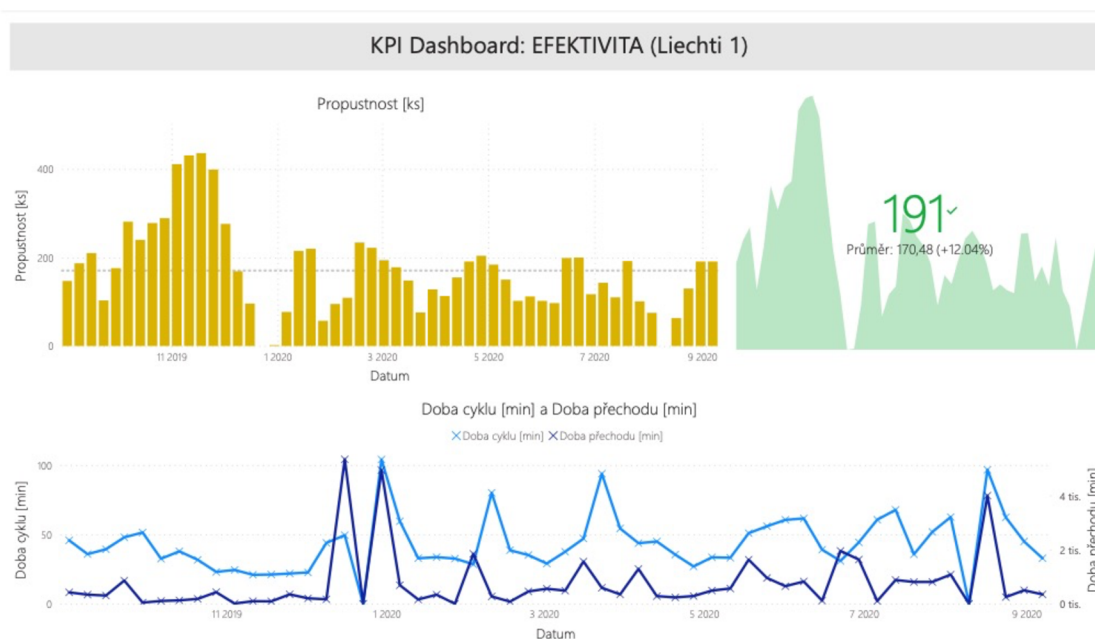 KPI Dashboard: EFEKTIVITA (Liechti 1)
Propustnost [ks]
Propustnost [ks]
400
200
0
11 2019
1 2020
3 2020
5 2020
7 2020
9 2020
Datum
191
Průměr: 170,48 (+12.04%)
Doba cyklu [min] a Doba přechodu [min]
Doba cyklu [min] Doba přechodu [min]
Doba cyklu [min]
100
50
0
11 2019
1 2020
3 2020
5 2020
7 2020
9 2020
Datum
4 tis.
2 tis.
0 tis.
Doba přechodu [min]